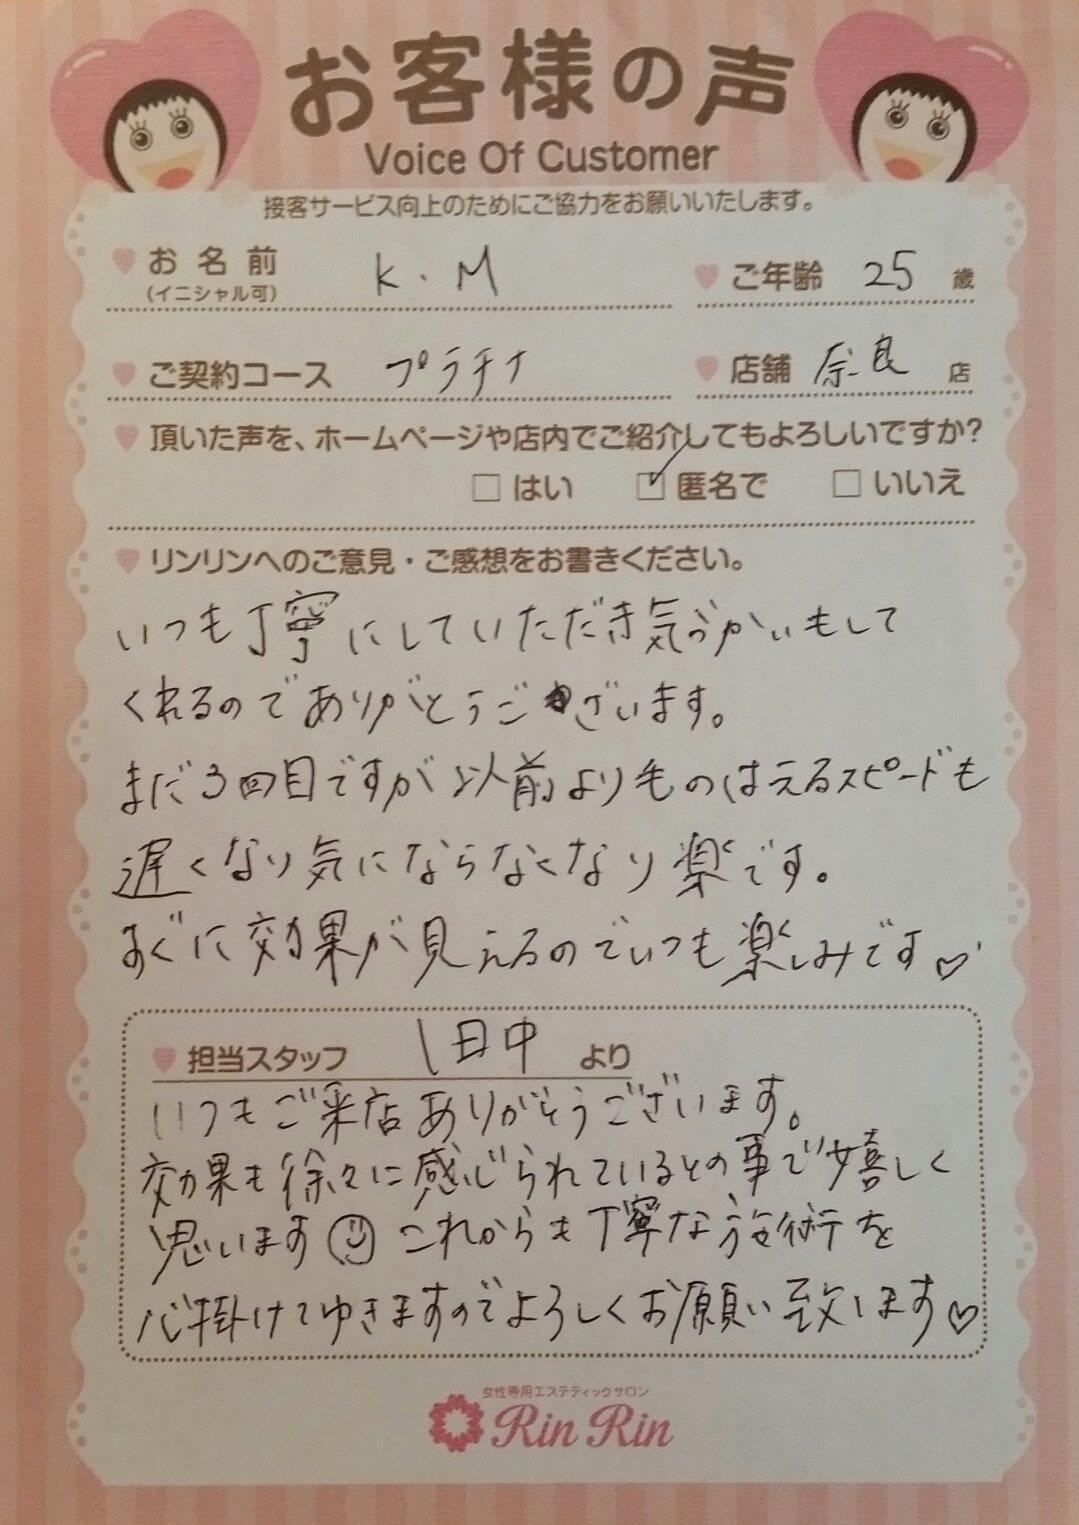 お客様の声
Voice Of Customer
接客サービス向上のためにご協力をお願いいたします。
お名前 K.M ご年齢 25 歳
(イニシャル可)
ご契約コース プラチナ 店舗 奈良 店
頂いた声を、ホームページや店内でご紹介してもよろしいですか?
はい 匿名で いいえ
リンリンへのご意見・ご感想をお書きください。
いつも丁寧にしていただき気づかいもして
くれるのでありがとうございます。
まだ3回目ですが以前より毛のはえるスピードも
遅くなり気にならなくなり楽です。
すぐに効果が見えるのでいつも楽しみです♡
担当スタッフ 田中 より
いつもご来店ありがとうございます。
効果も徐々に感じられているとの事で嬉しく
思います これからも丁寧な施術を
心掛けてゆきますのでよろしくお願い致します♡
女性専用エステティックサロン
Rin Rin